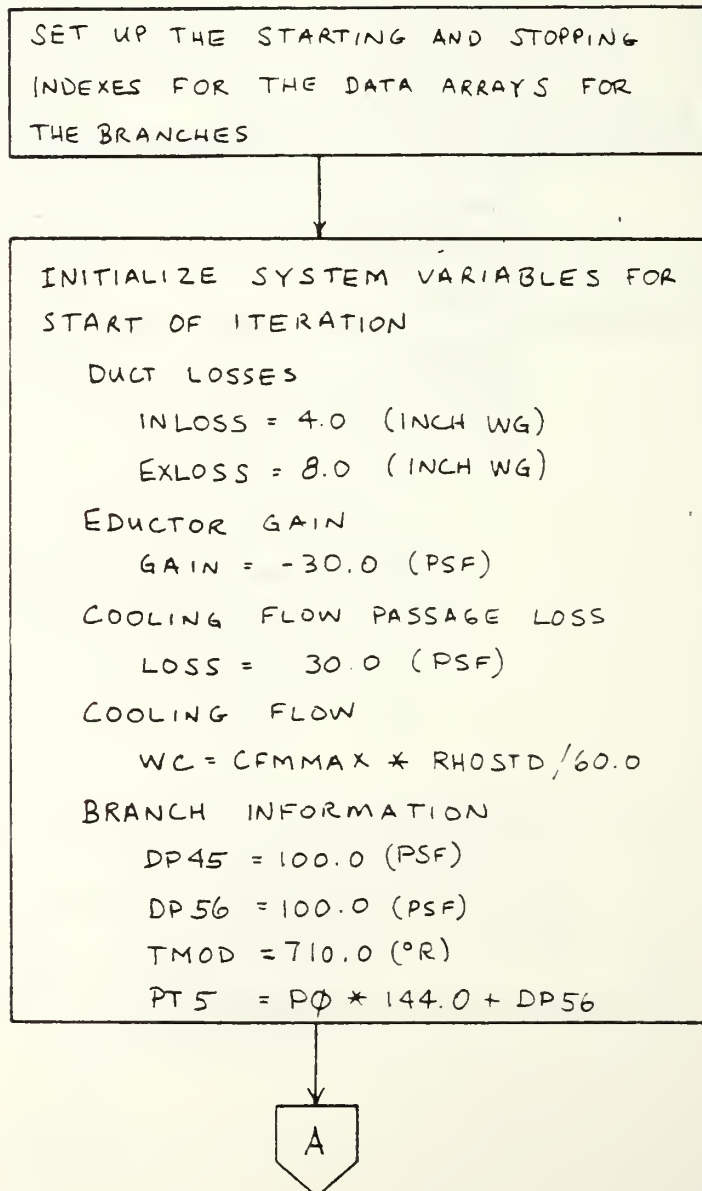 SET UP THE STARTING AND STOPPING
INDEXES FOR THE DATA ARRAYS FOR
THE BRANCHES
INITIALIZE SYSTEM VARIABLES FOR
START OF ITERATION
DUCT LOSSES
INLOSS = 4.0 (INCH WG)
EXLOSS = 8.0 (INCH WG)
EDUCTOR GAIN
GAIN = -30.0 (PSF)
COOLING FLOW PASSAGE LOSS
LOSS = 30.0 (PSF)
COOLING FLOW
WC = CFMMAX * RHOSTD/60.0
BRANCH INFORMATION
DP45 = 100.0 (PSF)
DP56 = 100.0 (PSF)
TMOD = 710.0 (°R)
PT5 = PØ * 144.0 + DP56
A